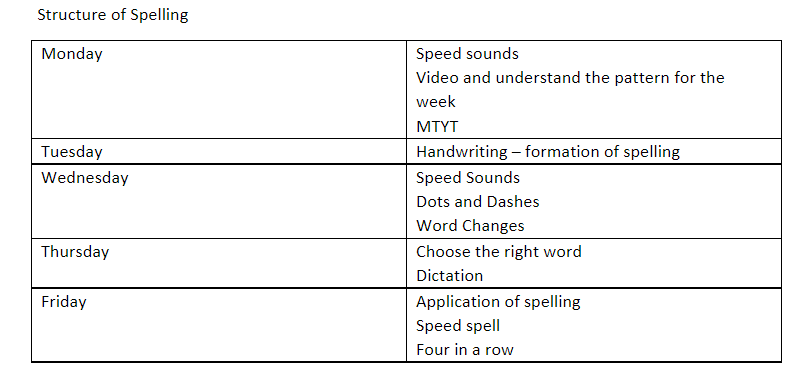 Structure of Spelling
Monday
Speed sounds
Video and understand the pattern for the
week
MTYT
Tuesday
Handwriting – formation of spelling
Wednesday
Speed Sounds
Dots and Dashes
Word Changes
Thursday
Choose the right word
Dictation
Friday
Application of spelling
Speed spell
Four in a row